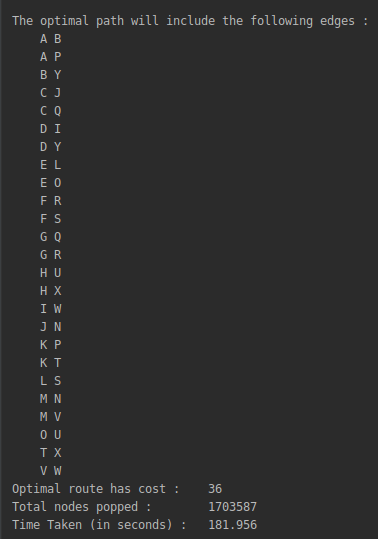 The optimal path will include the following edges :
A B
A P
B Y
C J
C Q
D I
D Y
E L
E O
F R
F S
G Q
G R
H U
H X
I W
J N
K P
K T
L S
M N
M V
O U
T X
V W
Optimal route has cost : 36
Total nodes popped : 1703587
Time Taken (in seconds) : 181.956